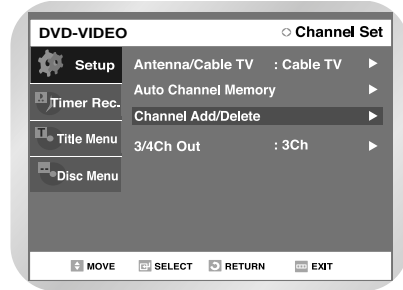 DVD-VIDEO Channel Set
Setup
Antenna/Cable TV : Cable TV
Auto Channel Memory
Timer Rec.
Channel Add/Delete
Title Menu
3/4Ch Out : 3Ch
Disc Menu
MOVE SELECT RETURN EXIT